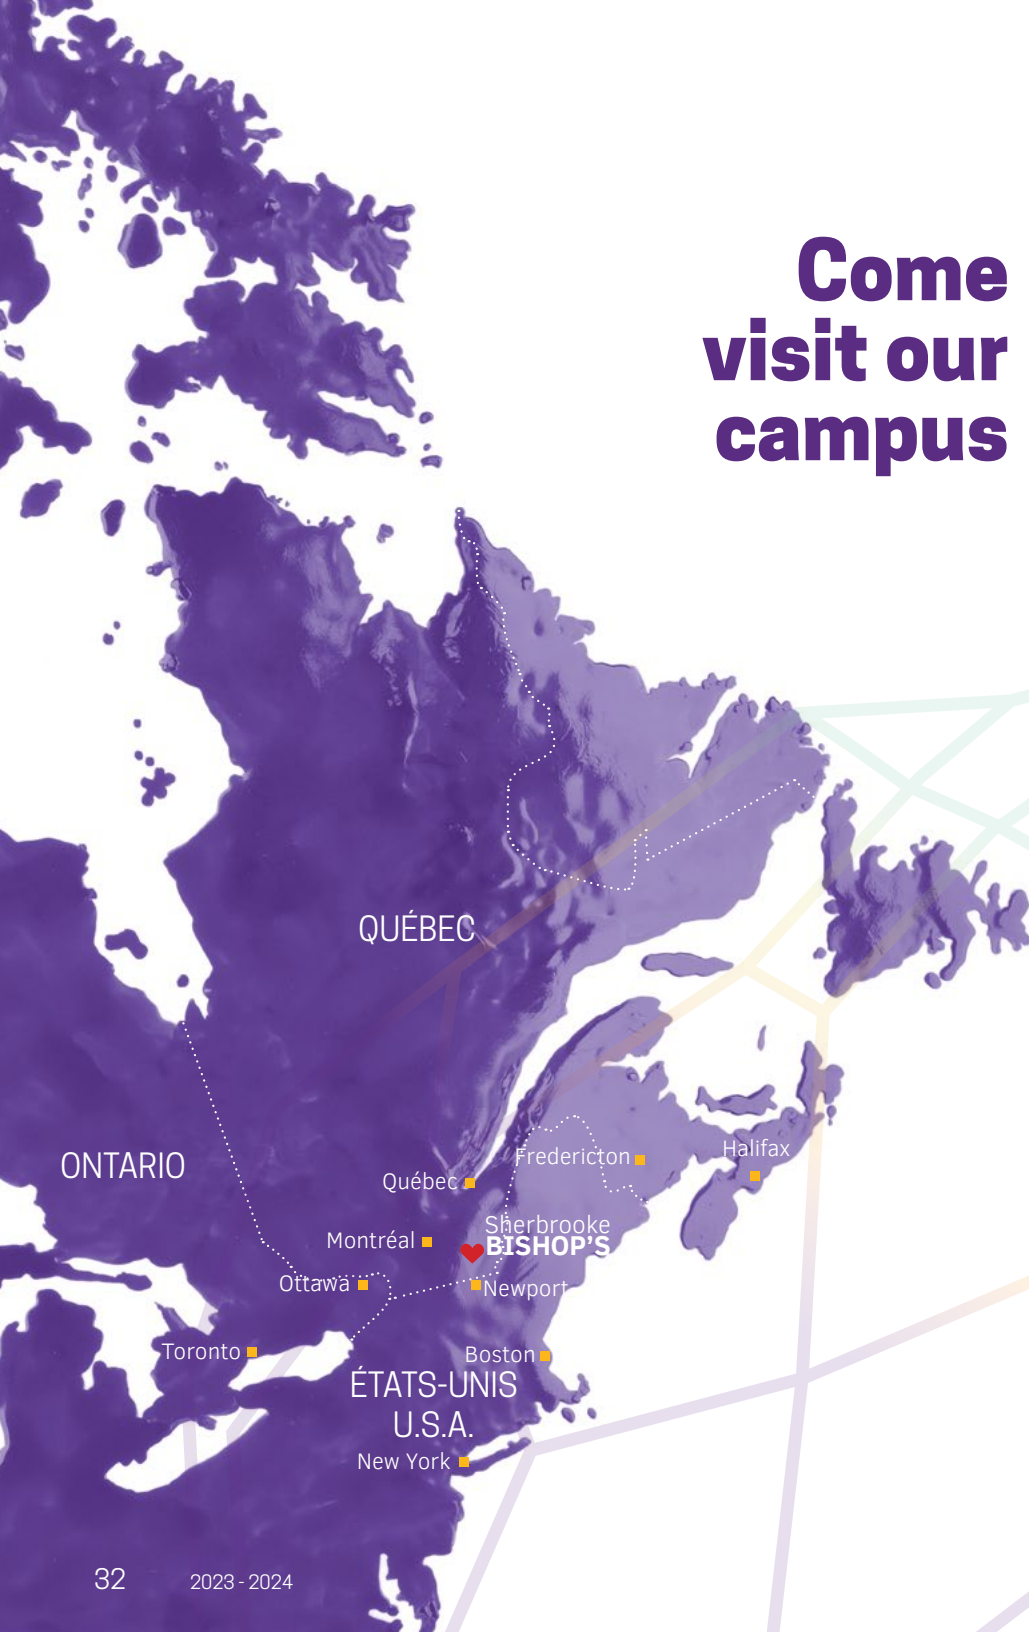 Come
visit our
campus
QUÉBEC
ONTARIO
Fredericton
Halifax
Québec
Sherbrooke
Montréal
BISHOP'S
Ottawa
Newport
Toronto
Boston
ÉTATS-UNIS
U.S.A.
New York
32
2023 - 2024